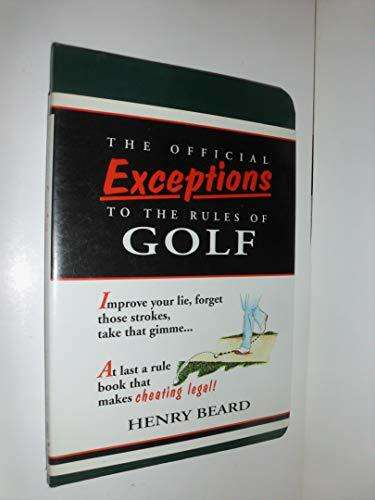 THE OFFICIAL
Exceptions
TO THE RULES OF
GOLF
Improve your lie, forget
those strokes,
take that gimme...
At last a rule
book that
makes cheating legal!
HENRY BEARD